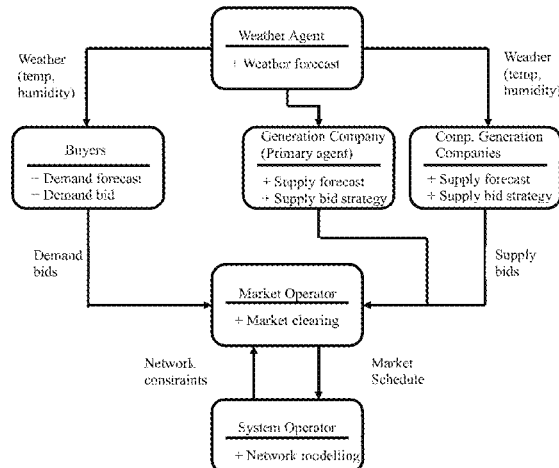 Weather Agent
+ Weather forecast
Weather
(temp,
humidity)
Weather
(temp,
humidity)
Buyers
− Demand forecast
− Demand bid
Generation Company
(Primary agent)
+ Supply forecast
+ Supply bid strategy
Comp. Generation
Companies
+ Supply forecast
+ Supply bid strategy
Demand
bids
Supply
bids
Market Operator
+ Market clearing
Network
constraints
Market
Schedule
System Operator
+ Network modelling